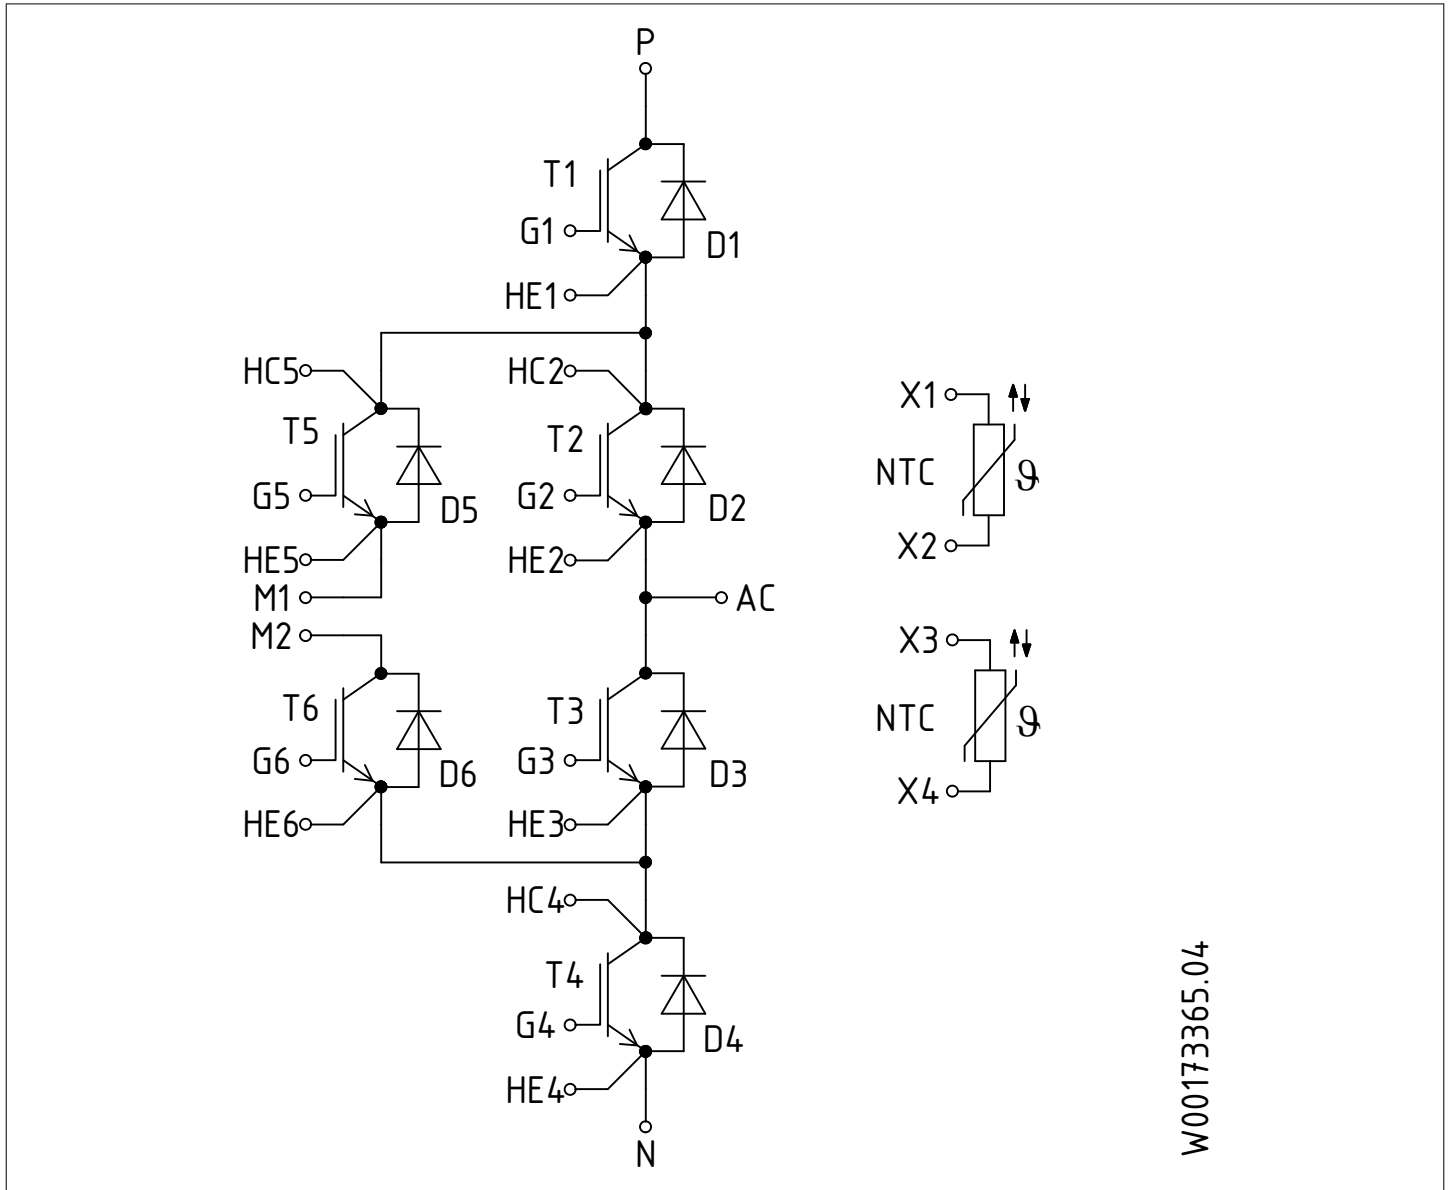 P
T1
G1
D1
HE1
HC5
HC2
X1
T5
T2
NTC
ϑ
G5
D5
G2
D2
HE5
HE2
X2
M1
AC
M2
X3
T6
T3
NTC
ϑ
G6
D6
G3
D3
HE6
HE3
X4
HC4
T4
G4
D4
HE4
N
W00173365.04